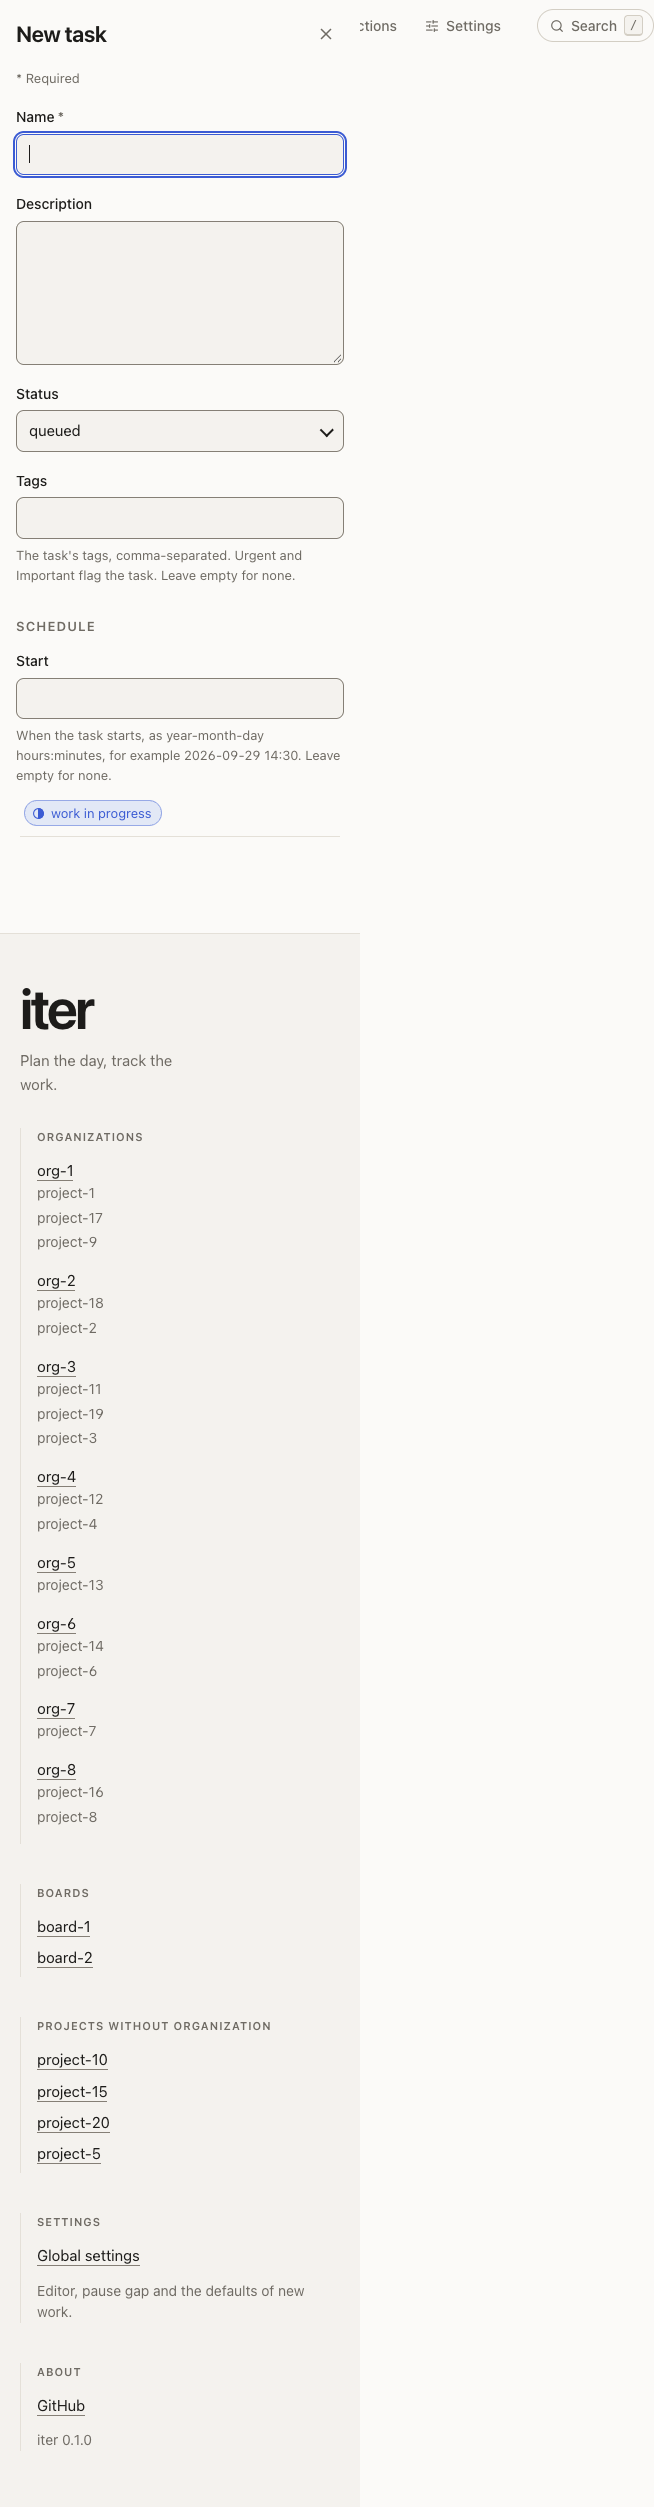 New task
Settings
Search /
* Required
Name *
Description
Status
queued
Tags
The task's tags, comma-separated. Urgent and
Important flag the task. Leave empty for none.
SCHEDULE
Start
When the task starts, as year-month-day
hours:minutes, for example 2026-09-29 14:30. Leave
empty for none.
work in progress
iter
Plan the day, track the
work.
ORGANIZATIONS
org-1
project-1
project-17
project-9
org-2
project-18
project-2
org-3
project-11
project-19
project-3
org-4
project-12
project-4
org-5
project-13
org-6
project-14
project-6
org-7
project-7
org-8
project-16
project-8
BOARDS
board-1
board-2
PROJECTS WITHOUT ORGANIZATION
project-10
project-15
project-20
project-5
SETTINGS
Global settings
Editor, pause gap and the defaults of new
work.
ABOUT
GitHub
iter 0.1.0